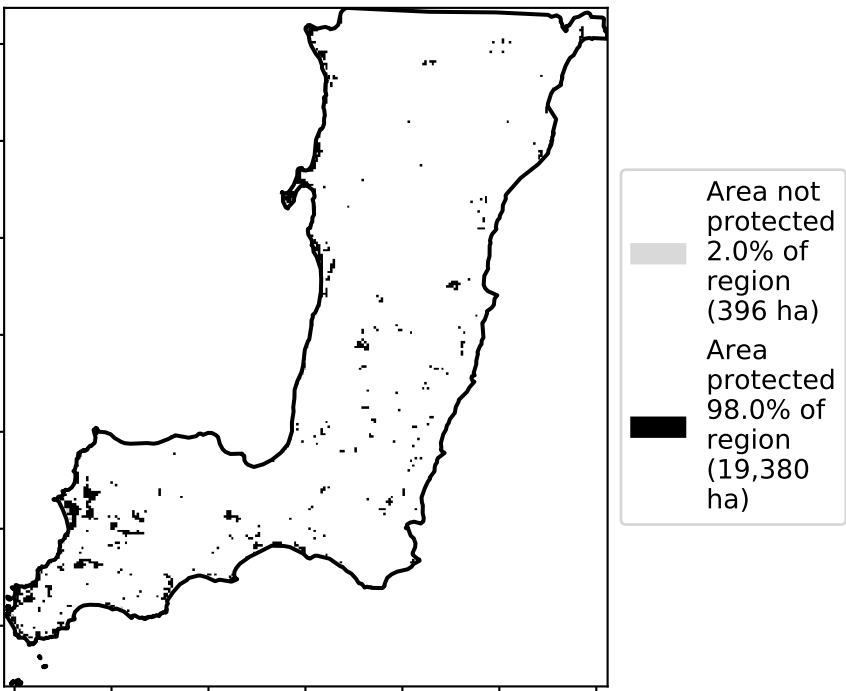 Area not
protected
2.0% of
region
(396 ha)
Area
protected
98.0% of
region
(19,380
ha)